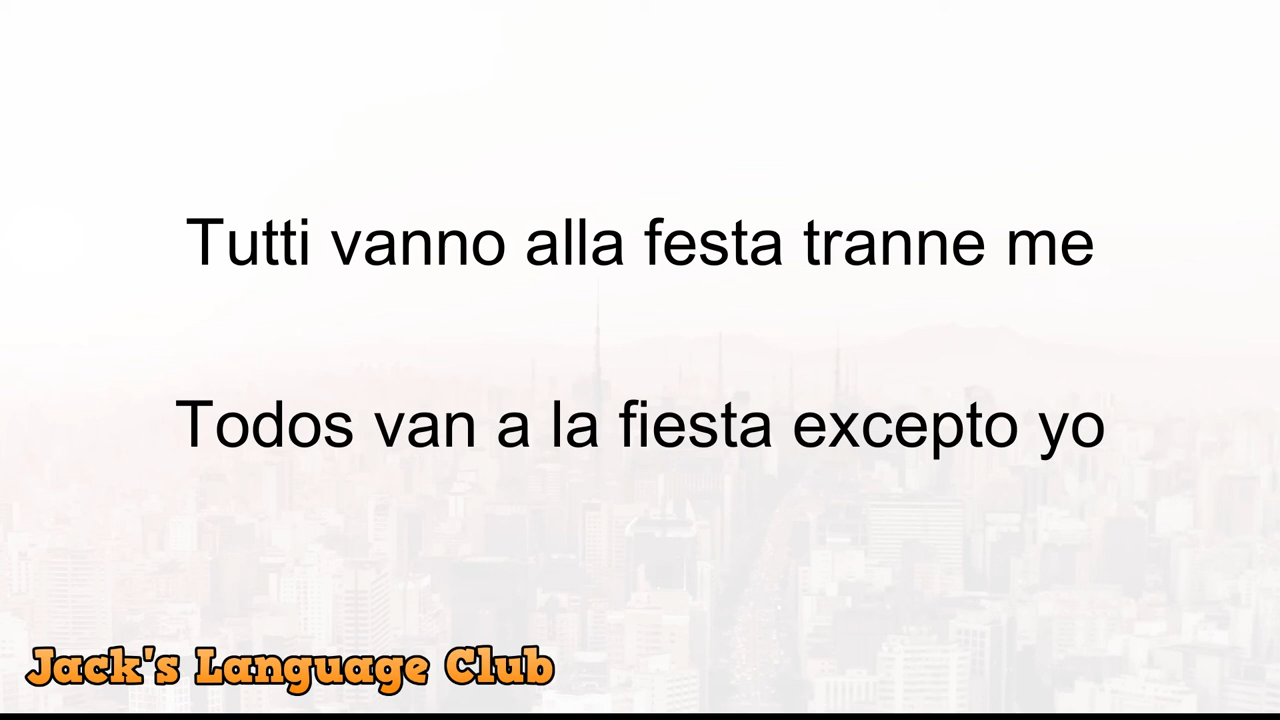 Tutti vanno alla festa tranne me
Todos van a la fiesta excepto yo
Jack's Language Club